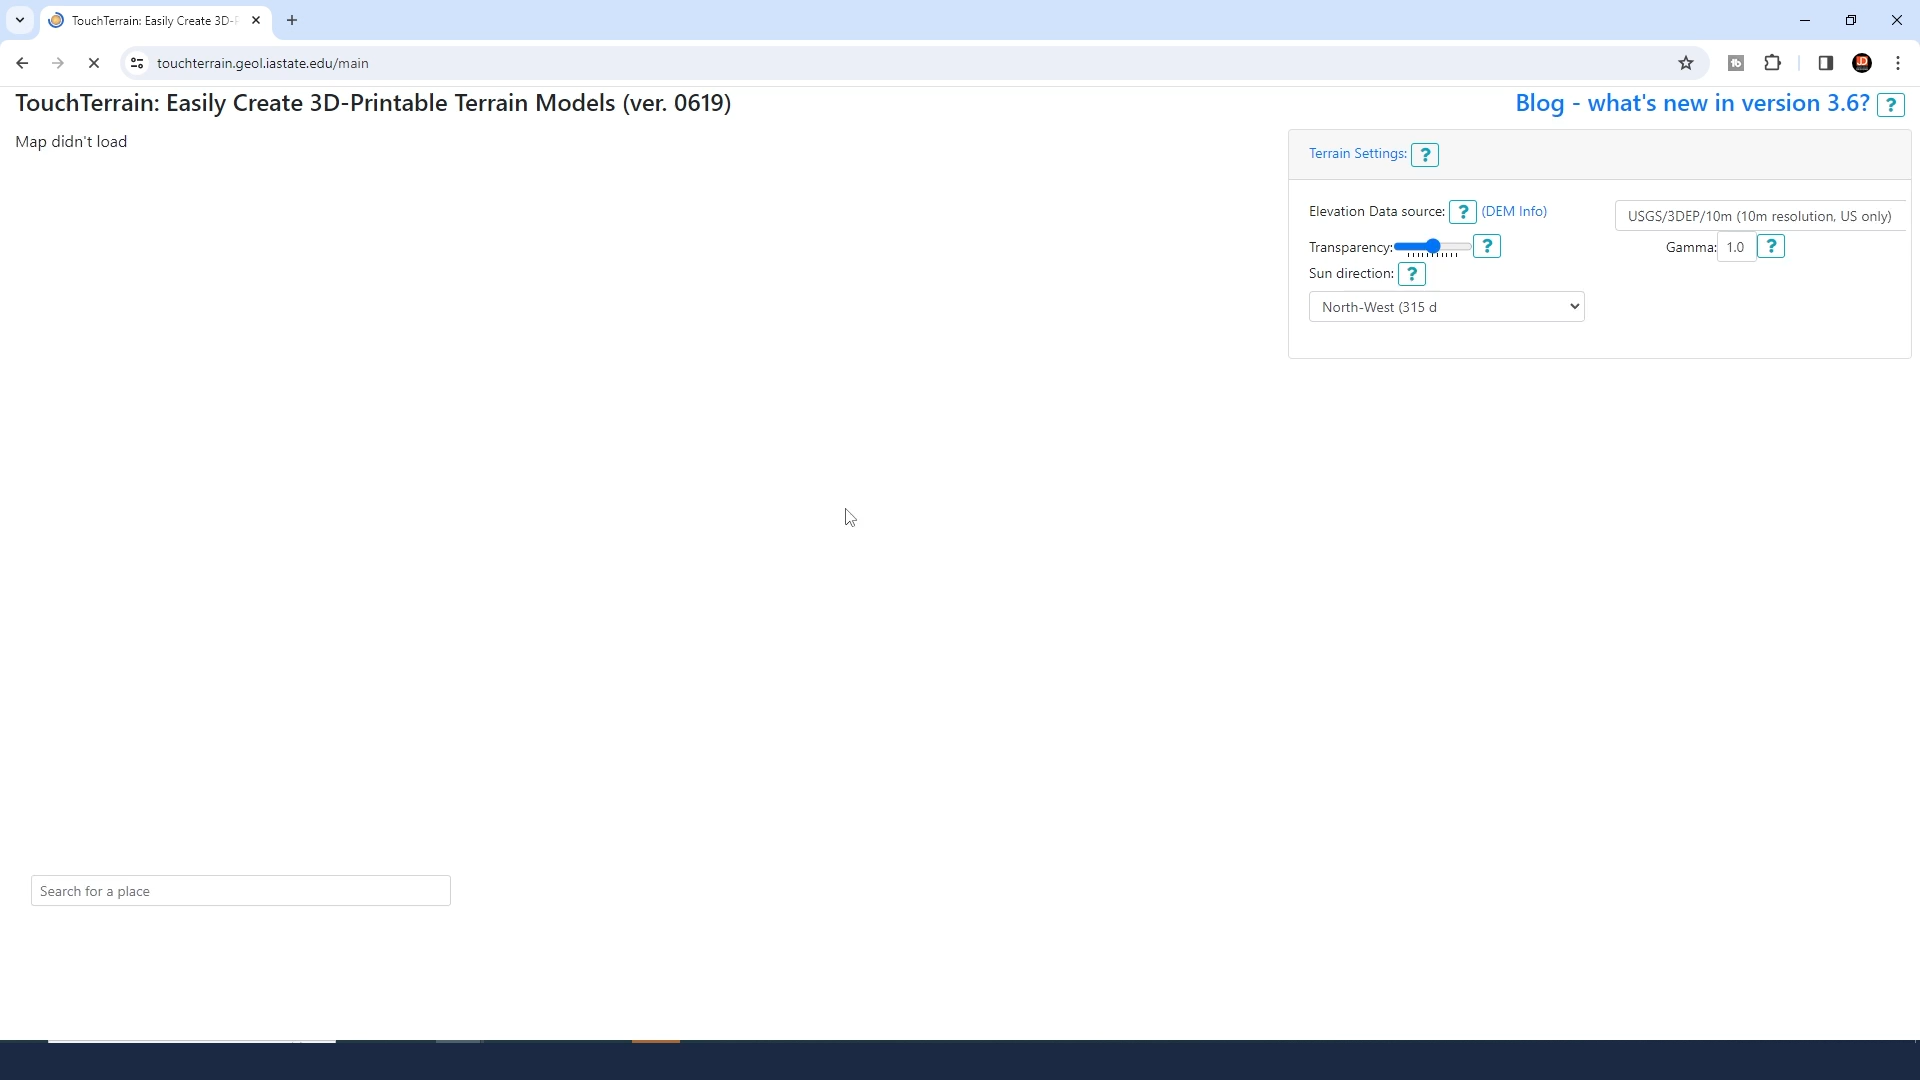 TouchTerrain: Easily Create 3D-P
touchterrain.geol.iastate.edu/main
TouchTerrain: Easily Create 3D-Printable Terrain Models (ver. 0619)
Blog - what's new in version 3.6? ?
Map didn't load
Terrain Settings: ?
Elevation Data source: ? (DEM Info)
USGS/3DEP/10m (10m resolution, US only)
Transparency: ?
Gamma: 1.0 ?
Sun direction: ?
North-West (315 d
Search for a place